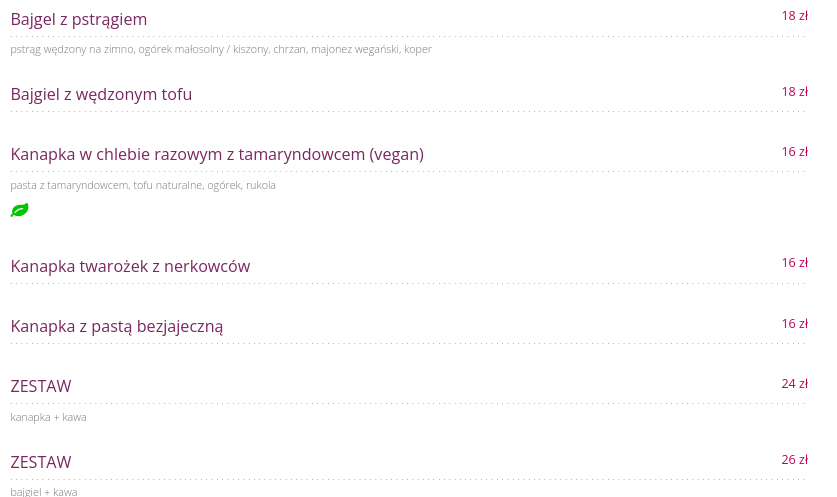 Bajgel z pstrągiem 18 zł
pstrąg wędzony na zimno, ogórek małosolny / kiszony, chrzan, majonez wegański, koper
Bajgiel z wędzonym tofu 18 zł
Kanapka w chlebie razowym z tamaryndowcem (vegan) 16 zł
pasta z tamaryndowcem, tofu naturalne, ogórek, rukola
Kanapka twarożek z nerkowców 16 zł
Kanapka z pastą bezjajeczną 16 zł
ZESTAW 24 zł
kanapka + kawa
ZESTAW 26 zł
bajgiel + kawa